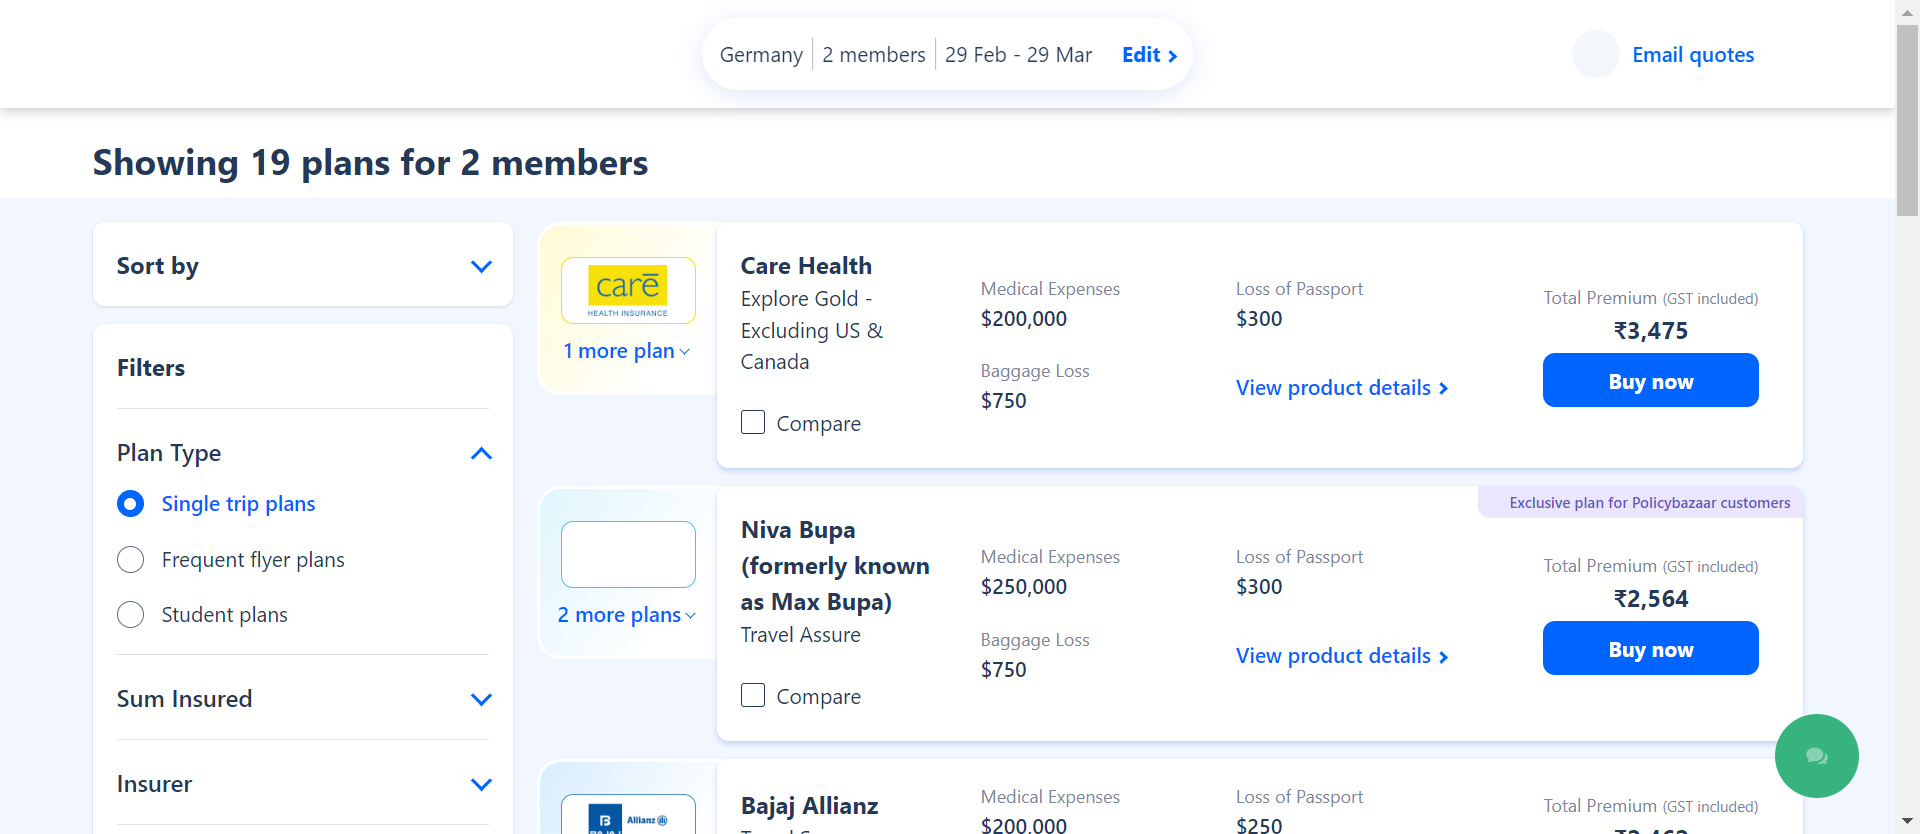 Germany
2 members
29 Feb - 29 Mar
Edit
Email quotes
Showing 19 plans for 2 members
Sort by
Filters
Plan Type
Single trip plans
Frequent flyer plans
Student plans
Sum Insured
Insurer
care
HEALTH INSURANCE
1 more plan
Care Health
Explore Gold -
Excluding US &
Canada
Compare
Medical Expenses
$200,000
Baggage Loss
$750
Loss of Passport
$300
View product details
Total Premium (GST included)
₹3,475
Buy now
2 more plans
Exclusive plan for Policybazaar customers
Niva Bupa
(formerly known
as Max Bupa)
Travel Assure
Compare
Medical Expenses
$250,000
Baggage Loss
$750
Loss of Passport
$300
View product details
Total Premium (GST included)
₹2,564
Buy now
B
Allianz
Bajaj Allianz
Medical Expenses
$200,000
Loss of Passport
$250
Total Premium (GST included)